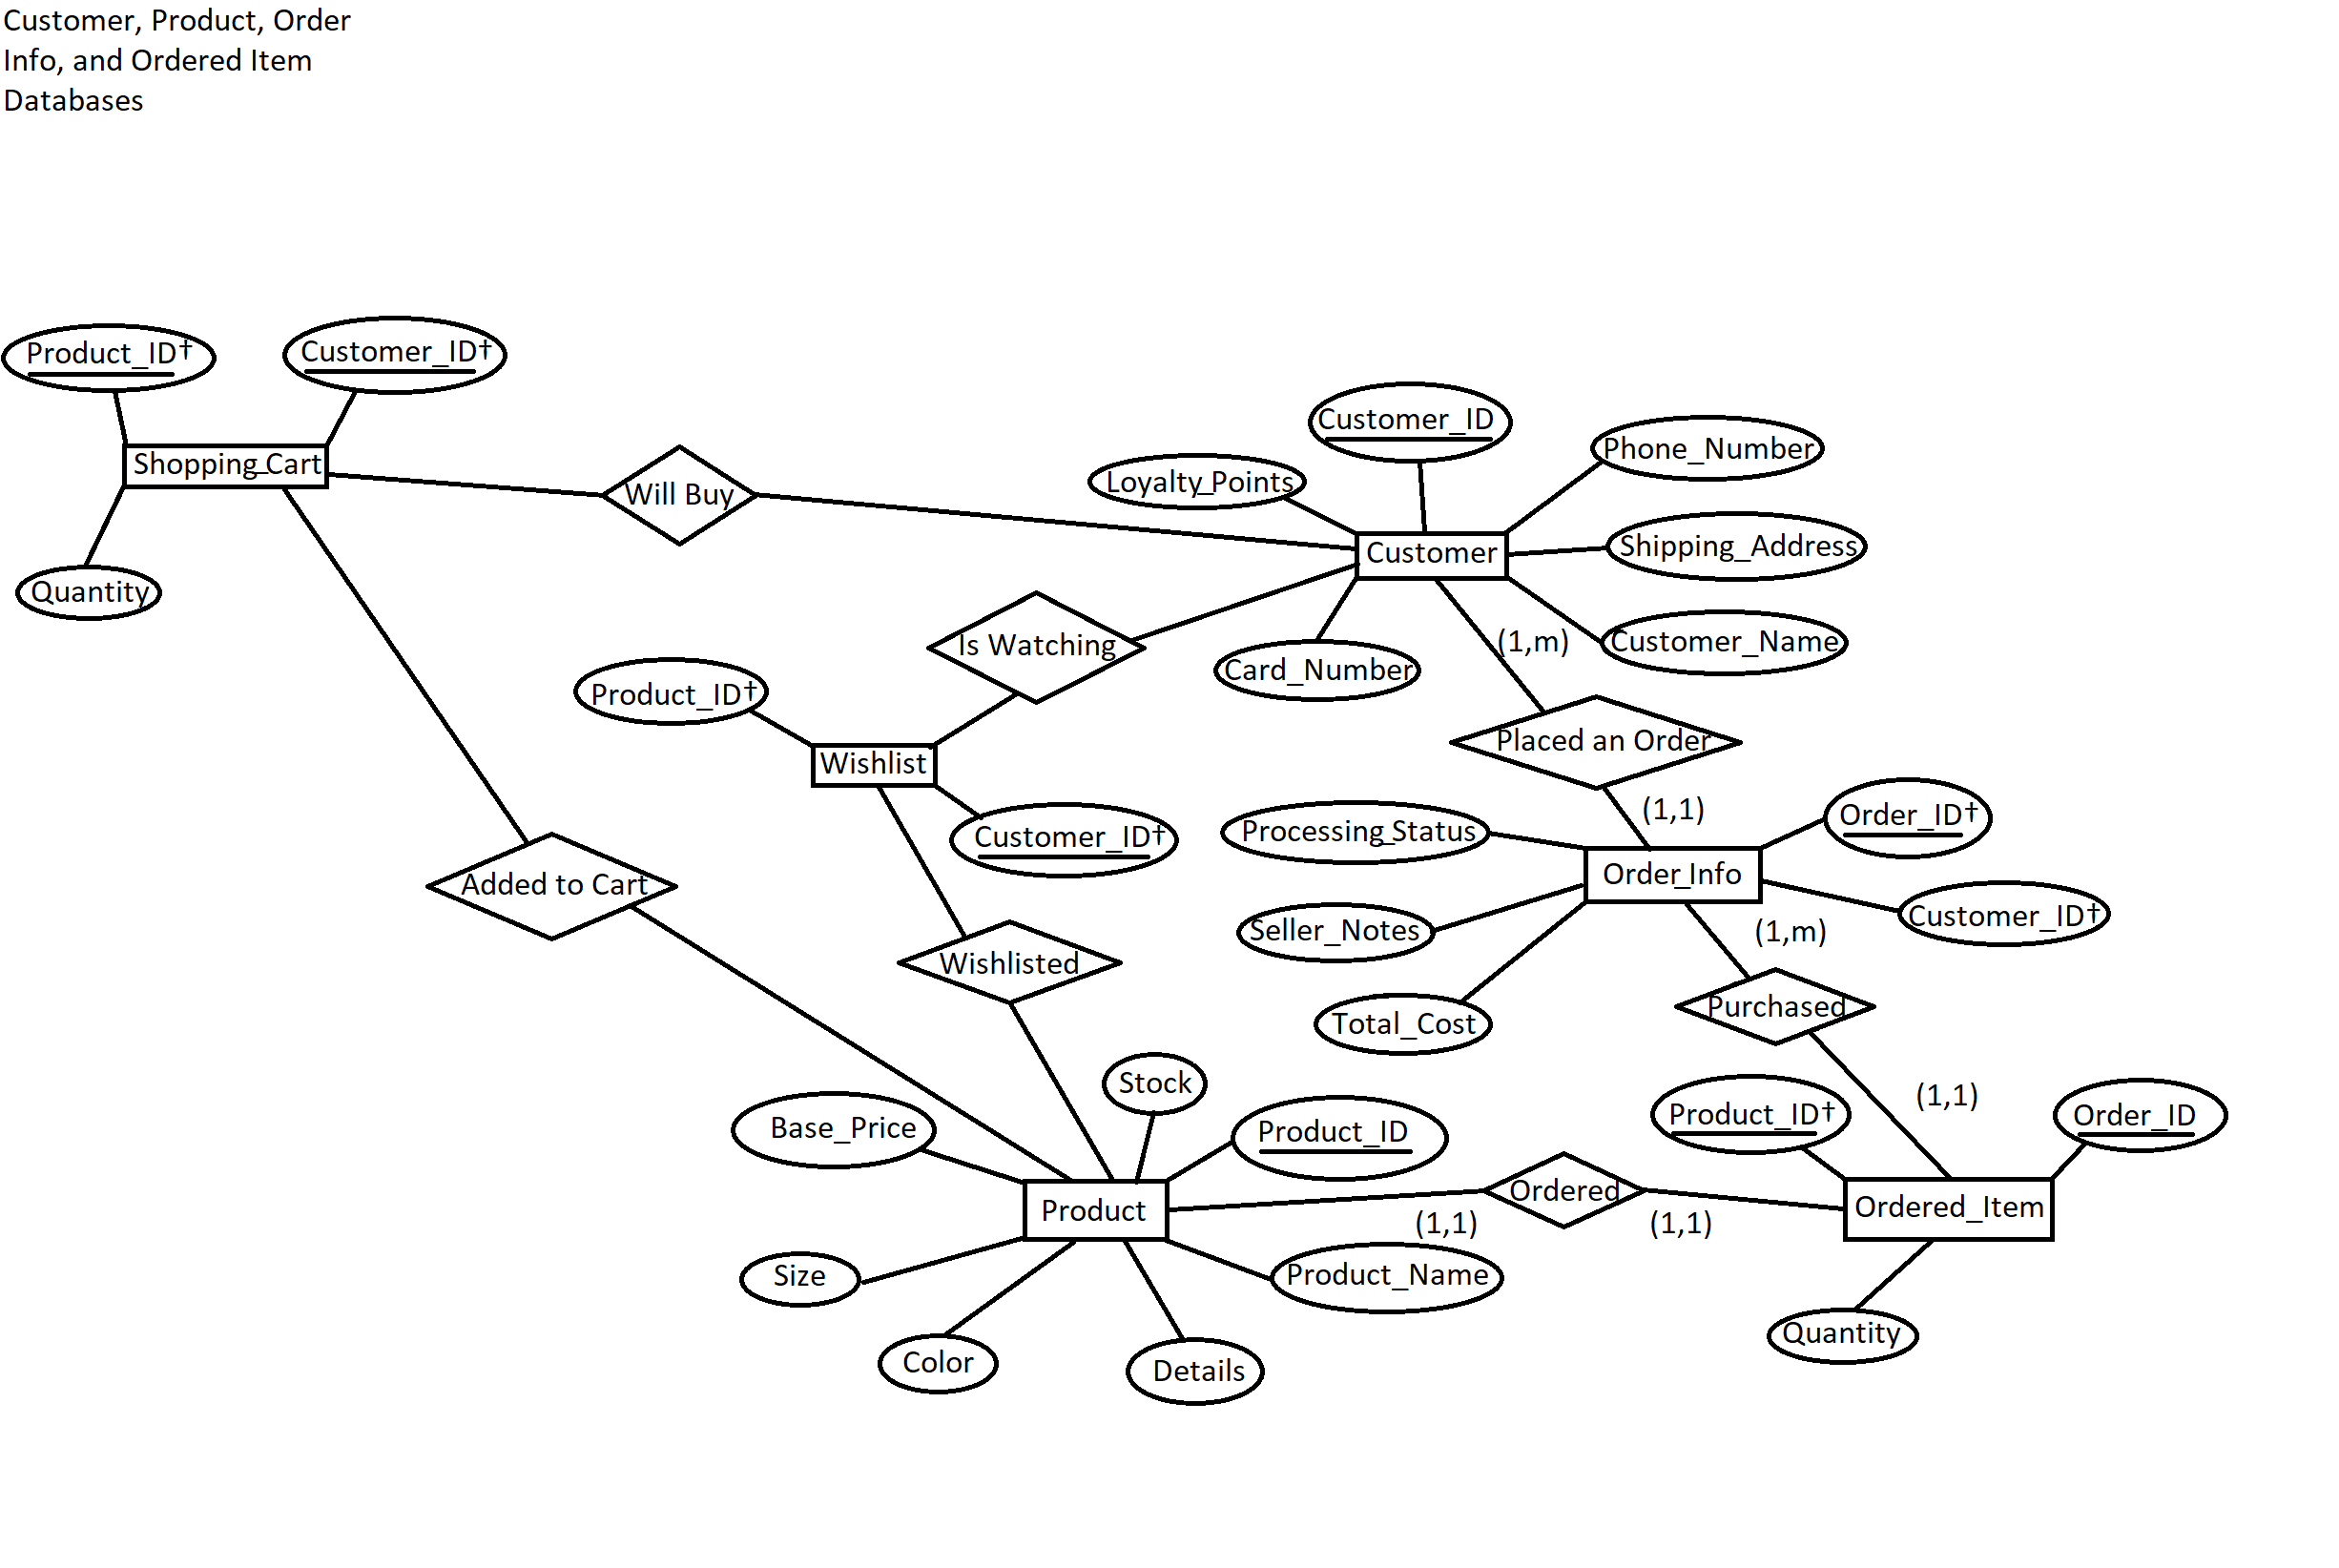 Customer, Product, Order
Info, and Ordered Item
Databases
Product_ID†
Customer_ID†
Shopping_Cart
Quantity
Will Buy
Customer_ID
Loyalty_Points
Phone_Number
Customer
Shipping_Address
Customer_Name
Card_Number
(1,m)
Is Watching
Product_ID†
Wishlist
Customer_ID†
Placed an Order
(1,1)
Processing_Status
Order_ID†
Order_Info
Customer_ID†
Seller_Notes
Total_Cost
(1,m)
Added to Cart
Wishlisted
Purchased
(1,1)
Stock
Base_Price
Product_ID
Product_ID†
Order_ID
Product
Ordered
(1,1)
(1,1)
Ordered_Item
Size
Product_Name
Color
Details
Quantity